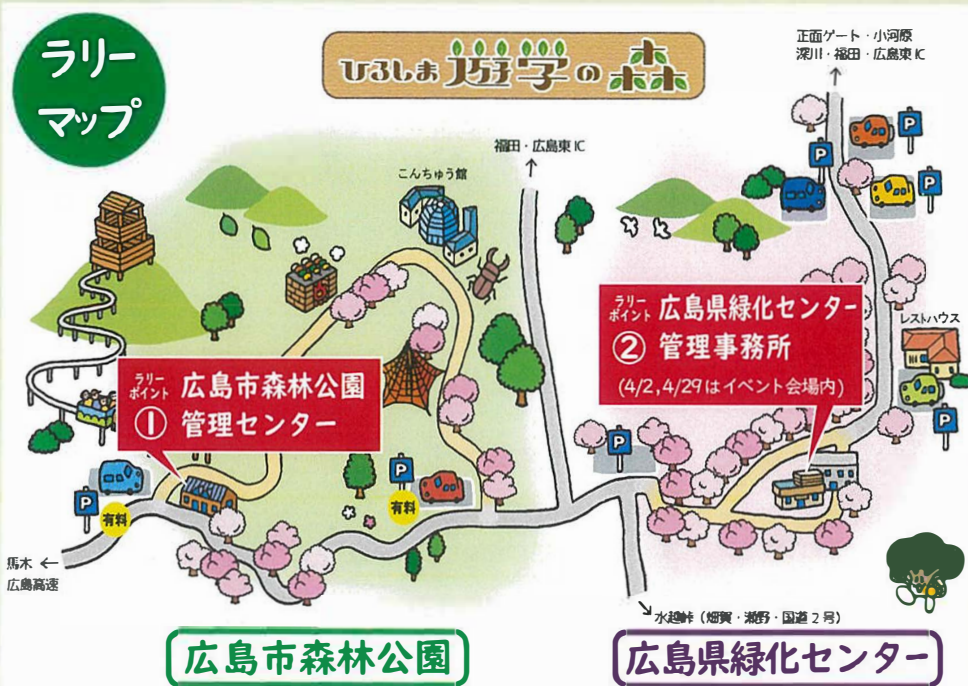 ラリー
マップ
ひろしま遊学の森
正面ゲート・小河原
深川・福田・広島東IC
福田・広島東IC
こんちゅう館
P
P
P
ラリー
ポイント
② 広島県緑化センター
管理事務所
(4/2,4/29はイベント会場内)
レストハウス
P
ラリー
ポイント
① 広島市森林公園
管理センター
P
P
有料
P
有料
馬木 ←
広島高速
水越峠(畑賀・瀬野・国道2号)
広島市森林公園
広島県緑化センター